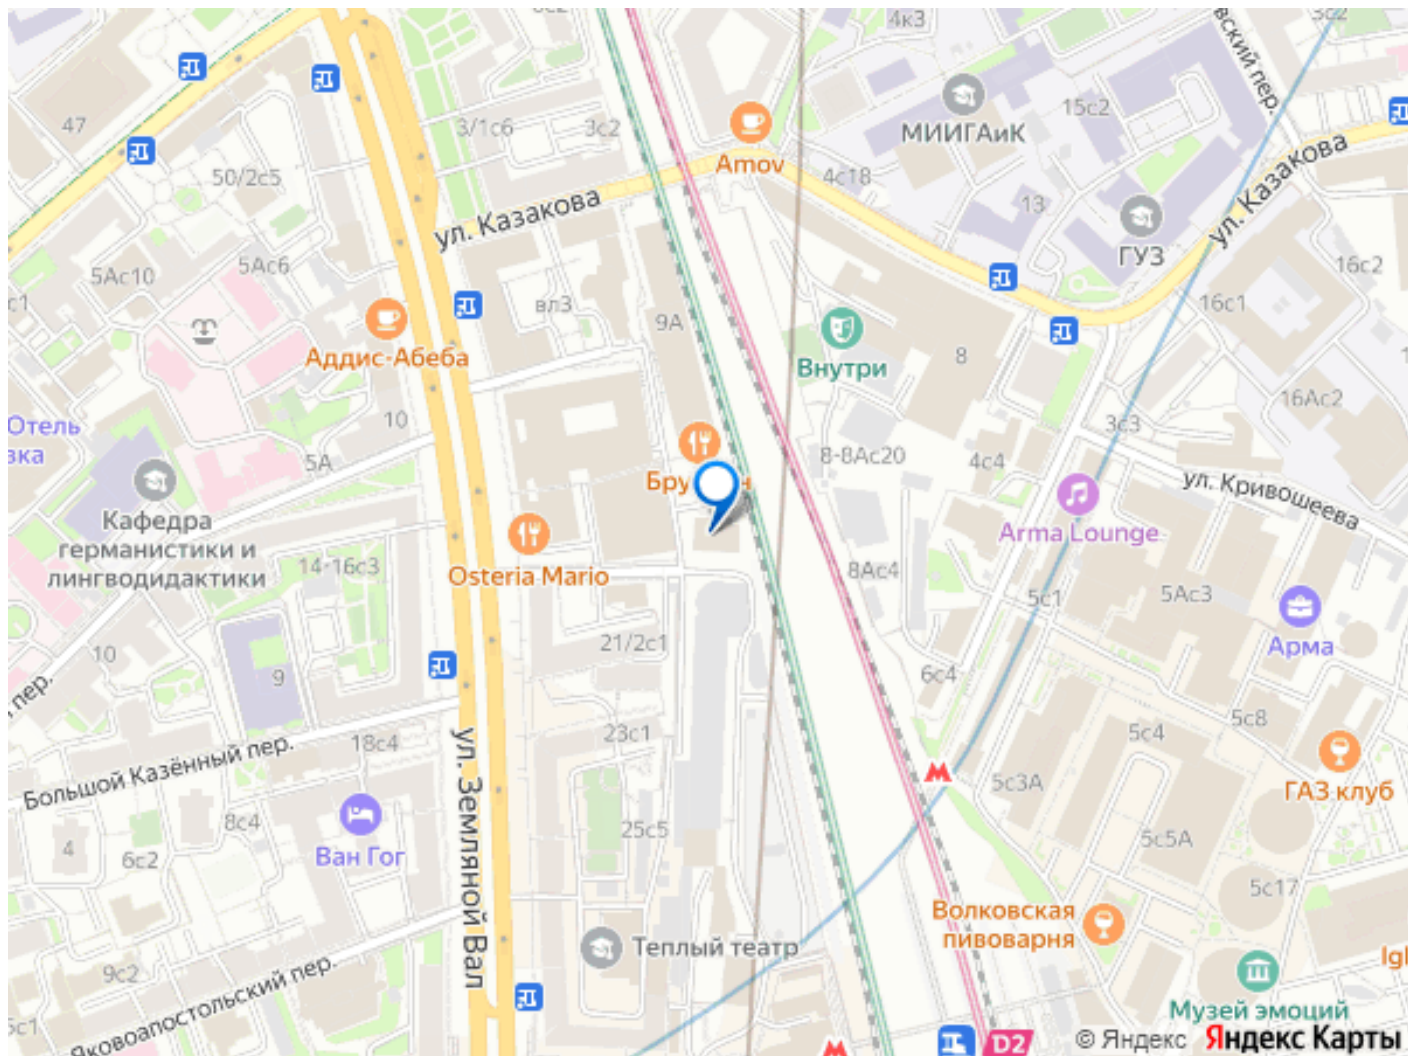 4к3
3с2
47
3/1с6
3с2
15с2
МИИГАиК
Amov
50/2с5
4с18
13
ул. Казакова
ул. Казакова
ГУЗ
5Ас10
5Ас6
16с2
16с1
вл3
9А
Аддис-Абеба
Внутри
8
16Ас2
10
Отель
3с3
5А
8-8Ас20
4с4
ул. Кривошеева
Arma Lounge
Кафедра
германистики и
лингводидактики
14-16с3
Osteria Mario
8Ас4
5с1
5Ас3
Арма
21/2с1
10
9
6с4
пер.
5с8
5с4
23с1
18с4
Большой Казённый пер.
ул. Земляной Вал
5с3А
ГАЗ клуб
8с4
25с5
4
6с2
Ван Гог
5с5А
5с17
Волковская
пивоварня
Теплый театр
9с2
Яковоапостольский пер.
Музей эмоций
D2
© Яндекс Яндекс Карты